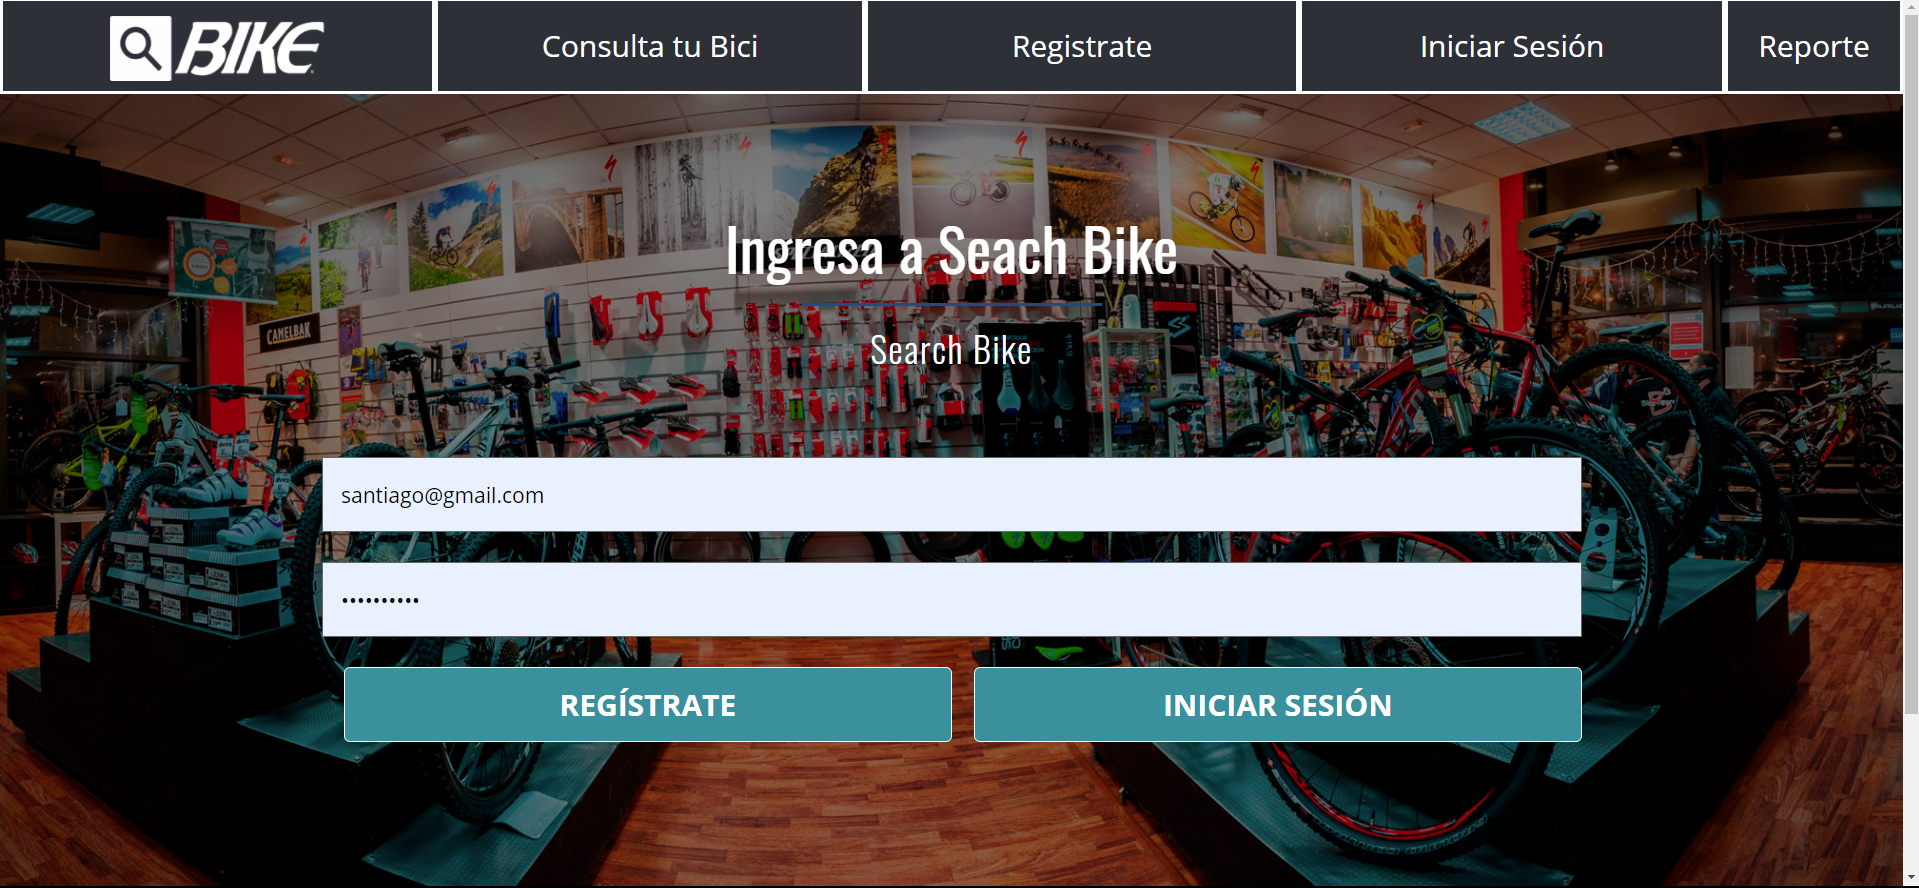 BIKE
Consulta tu Bici
Registrate
Iniciar Sesión
Reporte
Ingresa a Seach Bike
CAMELBAK
Search Bike
santiago@gmail.com
••••••••••
REGÍSTRATE
INICIAR SESIÓN